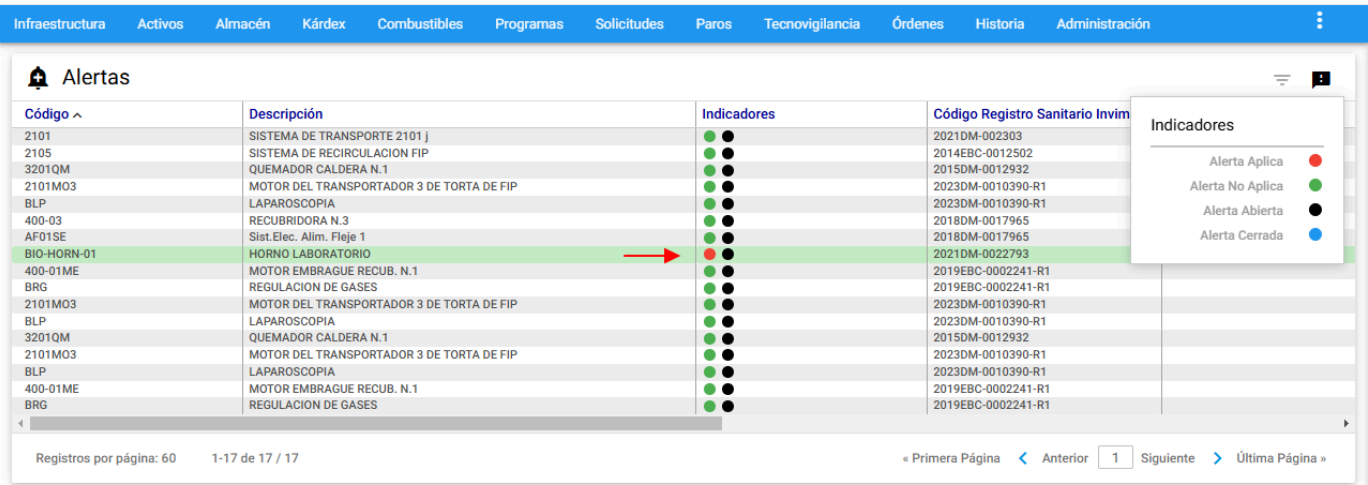 Infraestructura Activos Almacén Kárdex Combustibles Programas Solicitudes Paros Tecnovigilancia Órdenes Historia Administración
Alertas
Código Descripción Indicadores Código Registro Sanitario Invim
2101 SISTEMA DE TRANSPORTE 2101 j 2021DM-002303
2105 SISTEMA DE RECIRCULACION FIP 2014EBC-0012502
3201QM QUEMADOR CALDERA N.1 2015DM-0012932
2101MO3 MOTOR DEL TRANSPORTADOR 3 DE TORTA DE FIP 2023DM-0010390-R1
BLP LAPAROSCOPIA 2023DM-0010390-R1
400-03 RECUBRIDORA N.3 2018DM-0017965
AF01SE Sist.Elec. Alim. Fleje 1 2018DM-0017965
BIO-HORN-01 HORNO LABORATORIO 2021DM-0022793
400-01ME MOTOR EMBRAGUE RECUB. N.1 2019EBC-0002241-R1
BRG REGULACION DE GASES 2019EBC-0002241-R1
2101MO3 MOTOR DEL TRANSPORTADOR 3 DE TORTA DE FIP 2023DM-0010390-R1
BLP LAPAROSCOPIA 2023DM-0010390-R1
3201QM QUEMADOR CALDERA N.1 2015DM-0012932
2101MO3 MOTOR DEL TRANSPORTADOR 3 DE TORTA DE FIP 2023DM-0010390-R1
BLP LAPAROSCOPIA 2023DM-0010390-R1
400-01ME MOTOR EMBRAGUE RECUB. N.1 2019EBC-0002241-R1
BRG REGULACION DE GASES 2019EBC-0002241-R1
Indicadores
Alerta Aplica
Alerta No Aplica
Alerta Abierta
Alerta Cerrada
Registros por página: 60 1-17 de 17 / 17 « Primera Página Anterior 1 Siguiente Última Página »